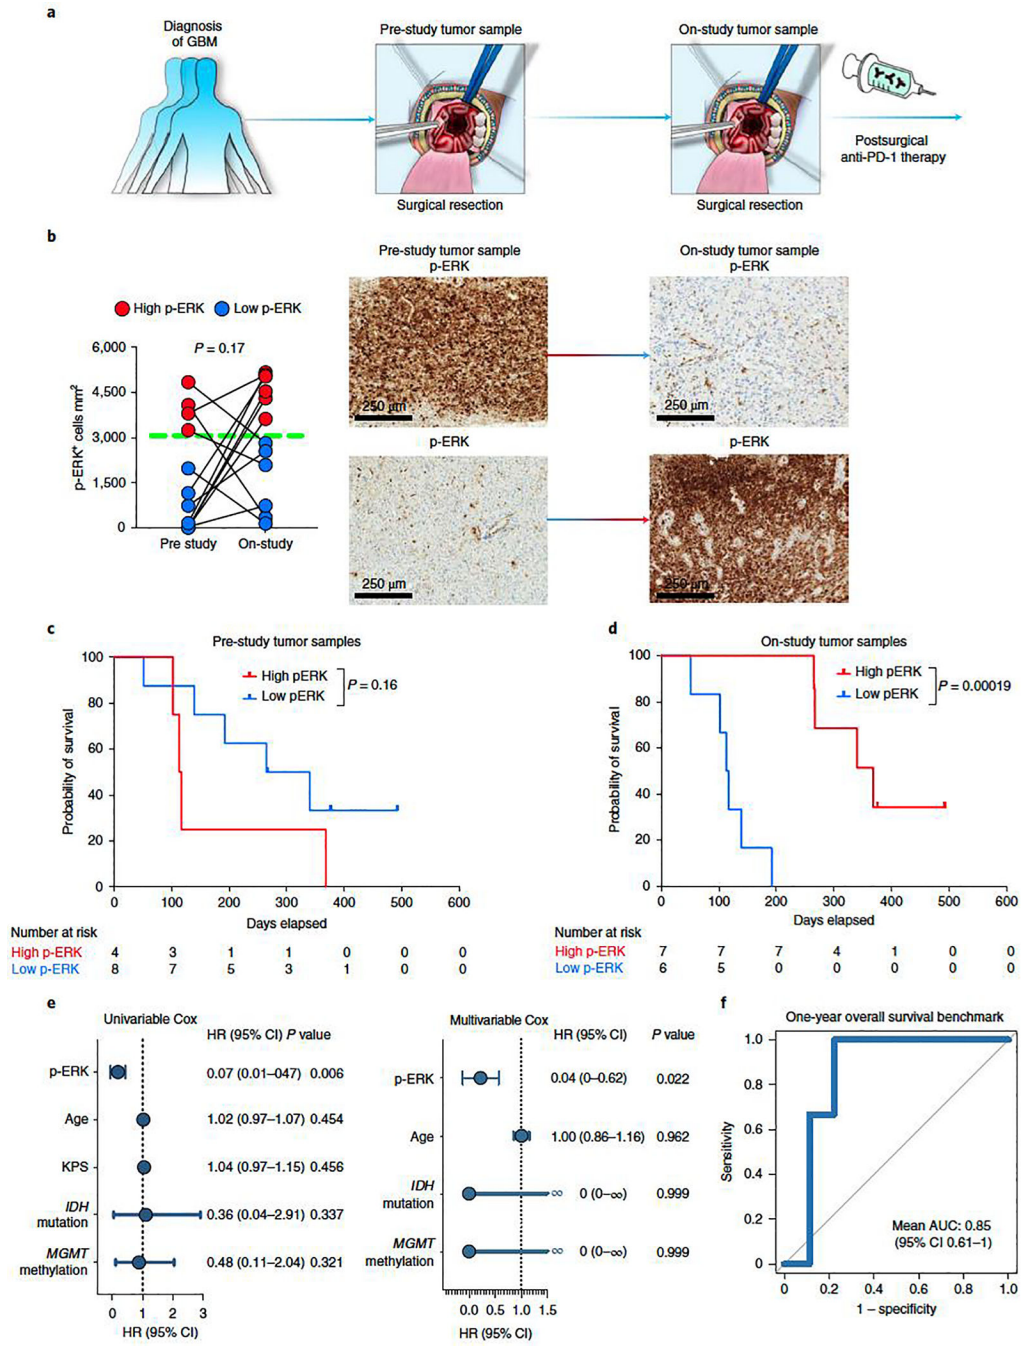 a
Diagnosis
of GBM
Pre-study tumor sample
On-study tumor sample
Surgical resection
Surgical resection
Postsurgical
anti-PD-1 therapy
b
High p-ERK
Low p-ERK
P = 0.17
6,000
4,500
3,000
1,500
0
p-ERK⁺ cells mm²
Pre study
On-study
Pre-study tumor sample
p-ERK
On-study tumor sample
p-ERK
250 μm
250 μm
p-ERK
p-ERK
250 μm
250 μm
c
Pre-study tumor samples
High pERK
Low pERK
P = 0.16
100
80
60
40
20
0
Probability of survival
0 100 200 300 400 500 600
Days elapsed
Number at risk
High p-ERK 4 3 1 1 0 0 0
Low p-ERK 8 7 5 3 1 0 0
d
On-study tumor samples
High pERK
Low pERK
P = 0.00019
100
80
60
40
20
0
Probability of survival
0 100 200 300 400 500 600
Days elapsed
Number at risk
High p-ERK 7 7 7 4 1 0 0
Low p-ERK 6 5 0 0 0 0 0
e
Univariable Cox
HR (95% CI) P value
p-ERK 0.07 (0.01–047) 0.006
Age 1.02 (0.97–1.07) 0.454
KPS 1.04 (0.97–1.15) 0.456
IDH
mutation 0.36 (0.04–2.91) 0.337
MGMT
methylation 0.48 (0.11–2.04) 0.321
0 1 2 3
HR (95% CI)
Multivariable Cox
HR (95% CI) P value
p-ERK 0.04 (0–0.62) 0.022
Age 1.00 (0.86–1.16) 0.962
IDH
mutation ∞ 0 (0–∞) 0.999
MGMT
methylation ∞ 0 (0–∞) 0.999
0.0 0.5 1.0 1.5
HR (95% CI)
f
One-year overall survival benchmark
1.0
0.8
0.6
0.4
0.2
0
Sensitivity
Mean AUC: 0.85
(95% CI 0.61–1)
0 0.2 0.4 0.6 0.8 1.0
1 – specificity